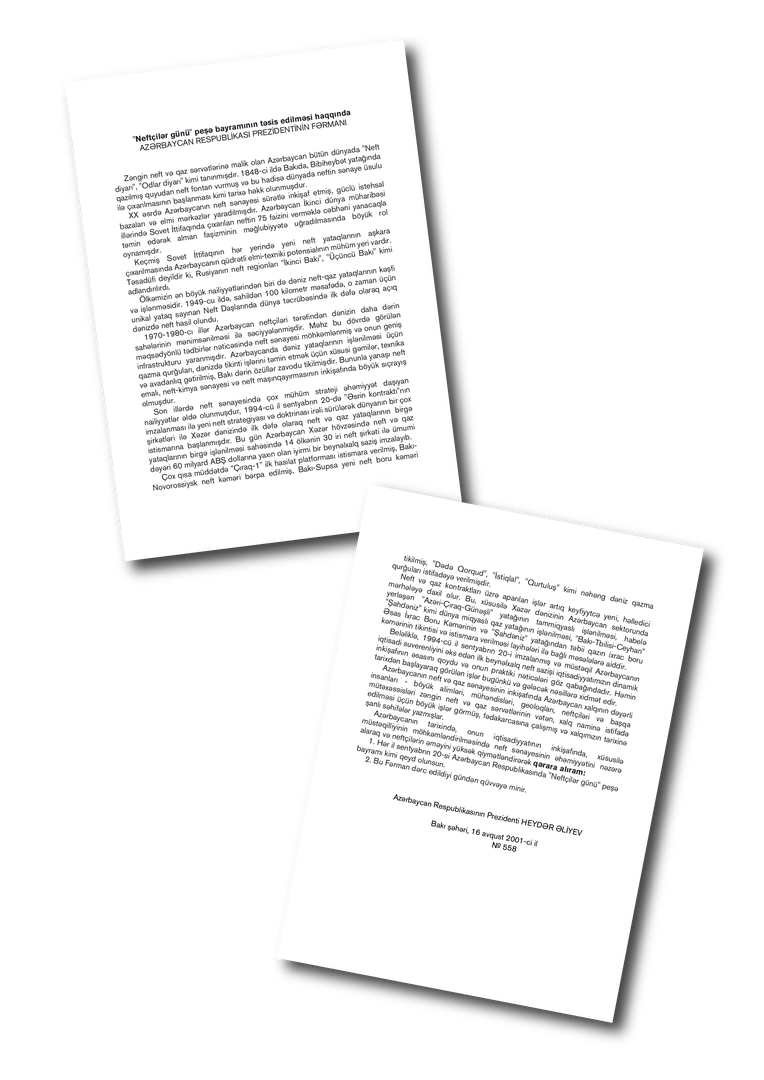 "Neftçilər günü" peşə bayramının təsis edilməsi haqqında
AZƏRBAYCAN RESPUBLİKASI PREZİDENTİNİN FƏRMANI
Zəngin neft və qaz sərvətlərinə malik olan Azərbaycan bütün dünyada "Neft
diyarı", "Odlar diyarı" kimi tanınmışdır. 1848-ci ildə Bakıda, Bibiheybət yatağında
qazılmış quyudan neft fontan vurmuş və bu hadisə dünyada neftin sənaye üsulu
ilə çıxarılmasının başlanması kimi tarixə həkk olunmuşdur.
XX əsrdə Azərbaycanın neft sənayesi sürətlə inkişaf etmiş, güclü istehsal
bazaları və elmi mərkəzlər yaradılmışdır. Azərbaycan İkinci dünya müharibəsi
illərində Sovet İttifaqında çıxarılan neftin 75 faizini verməklə cəbhəni yanacaqla
təmin edərək alman faşizminin məğlubiyyətə uğradılmasında böyük rol
oynamışdır.
Keçmiş Sovet İttifaqının hər yerində yeni neft yataqlarının aşkara
çıxarılmasında Azərbaycanın qüdrətli elmi-texniki potensialının mühüm yeri vardır.
Təsadüfi deyildir ki, Rusiyanın neft regionları "İkinci Bakı", "Üçüncü Bakı" kimi
adlandırılırdı.
Ölkəmizin ən böyük nailiyyətlərindən biri də dəniz neft-qaz yataqlarının kəşfi
və işlənməsidir. 1949-cu ildə, sahildən 100 kilometr məsafədə, o zaman üçün
unikal yataq sayınan Neft Daşlarında dünya təcrübəsində ilk dəfə olaraq açıq
dənizdə neft hasil olundu.
1970-1980-cı illər Azərbaycan neftçiləri tərəfindən dənizin daha dərin
sahələrinin mənimsənilməsi ilə səciyyələnmişdir. Məhz bu dövrdə görülən
məqsədyönlü tədbirlər nəticəsində neft sənayesi möhkəmlənmiş və onun geniş
infrastrukturu yaranmışdır. Azərbaycanda dəniz yataqlarının işlənilməsi üçün
qazma qurğuları, dənizdə tikinti işlərini təmin etmək üçün xüsusi gəmilər, texnika
və avadanlıq gətirilmiş, Bakı dərin özüllər zavodu tikilmişdir. Bununla yanaşı neft
emalı, neft-kimya sənayesi və neft maşınqayırmasının inkişafında böyük sıçrayış
olmuşdur.
Son illərdə neft sənayesində çox mühüm strateji əhəmiyyət daşıyan
nailiyyətlər əldə olunmuşdur, 1994-cü il sentyabrın 20-də "Əsrin kontraktı"nın
imzalanması ilə yeni neft strategiyası və doktrinası irəli sürülərək dünyanın bir çox
şirkətləri ilə Xəzər dənizində ilk dəfə olaraq neft və qaz yataqlarının birgə
istismarına başlanmışdır. Bu gün Azərbaycan Xəzər hövzəsində neft və qaz
yataqlarının birgə işlənilməsi sahəsində 14 ölkənin 30 iri neft şirkəti ilə ümumi
dəyəri 60 milyard ABŞ dollarına yaxın olan iyirmi bir beynəlxalq saziş imzalayıb.
Çox qısa müddətdə "Çıraq-1" ilk hasilat platforması istismara verilmiş, Bakı-
Novorossiysk neft kəməri bərpa edilmiş, Bakı-Supsa yeni neft boru kəməri
tikilmiş, "Dədə Qorqud", "İstiqlal", "Qurtuluş" kimi nəhəng dəniz qazma
qurğuları istifadəyə verilmişdir.
Neft və qaz kontraktları üzrə aparılan işlər artıq keyfiyytcə yeni, həlledici
mərhələyə daxil olur. Bu, xüsusilə Xəzər dənizinin Azərbaycan sektorunda
yerləşən "Azəri-Çıraq-Günəşli" yatağının tammiqyaslı işlənilməsi, habelə
"Şahdəniz" kimi dünya miqyaslı qaz yatağının işlənilməsi, "Bakı-Tbilisi-Ceyhan"
Əsas İxrac Boru Kəmərinin və "Şahdəniz" yatağından təbii qazın ixrac boru
kəmərinin tikintisi və istismara verilməsi layihələri ilə bağlı məsələlərə aiddir.
Beləliklə, 1994-cü il sentyabrın 20-i imzalanmış və müstəqil Azərbaycanın
iqtisadi suverenliyini əks edən ilk beynəlxalq neft sazişi iqtisadiyyatımızın dinamik
inkişafının əsasını qoydu və onun praktiki nəticələri göz qabağındadır. Həmin
tarixdən başlayaraq görülən işlər bugünkü və gələcək nəsillərə xidmət edir.
Azərbaycanın neft və qaz sənayesinin inkişafında Azərbaycan xalqının dəyərli
insanları - böyük alimləri, mühəndisləri, geoloqları, neftçiləri və başqa
mütəxəssisləri zəngin neft və qaz sərvətlərinin vətən, xalq naminə istifadə
edilməsi üçün böyük işlər görmüş, fədakarcasına çalışmış və xalqımızın tarixinə
şanlı səhifələr yazmışlar.
Azərbaycanın tarixində, onun iqtisadiyyatının inkişafında, xüsusilə
müstəqilliyinin möhkəmləndirilməsində neft sənayesinin əhəmiyyətini nəzərə
alaraq və neftçilərin əməyini yüksək qiymətləndirərək qərara alıram:
1. Hər il sentyabrın 20-si Azərbaycan Respublikasında "Neftçilər günü" peşə
bayramı kimi qeyd olunsun.
2. Bu Fərman dərc edildiyi gündən qüvvəyə minir.
Azərbaycan Respublikasının Prezidenti HEYDƏR ƏLİYEV
Bakı şəhəri, 16 avqust 2001-ci il
№ 558